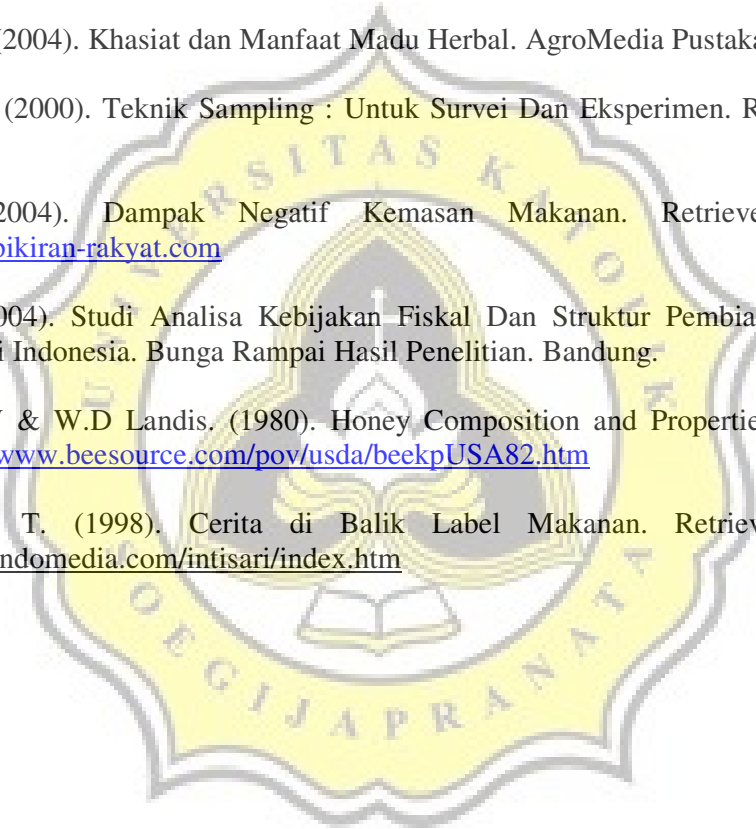 (2004). Khasiat dan Manfaat Madu Herbal. AgroMedia Pustaka
(2000). Teknik Sampling : Untuk Survei Dan Eksperimen. R
2004). Dampak Negatif Kemasan Makanan. Retrieve
pikiran-rakyat.com
004). Studi Analisa Kebijakan Fiskal Dan Struktur Pembia
i Indonesia. Bunga Rampai Hasil Penelitian. Bandung.
& W.D Landis. (1980). Honey Composition and Propertie
www.beesource.com/pov/usda/beekpUSA82.htm
T. (1998). Cerita di Balik Label Makanan. Retriev
ndomedia.com/intisari/index.htm
UNIVERSITAS KATOLIK
SOEGIJAPRANATA